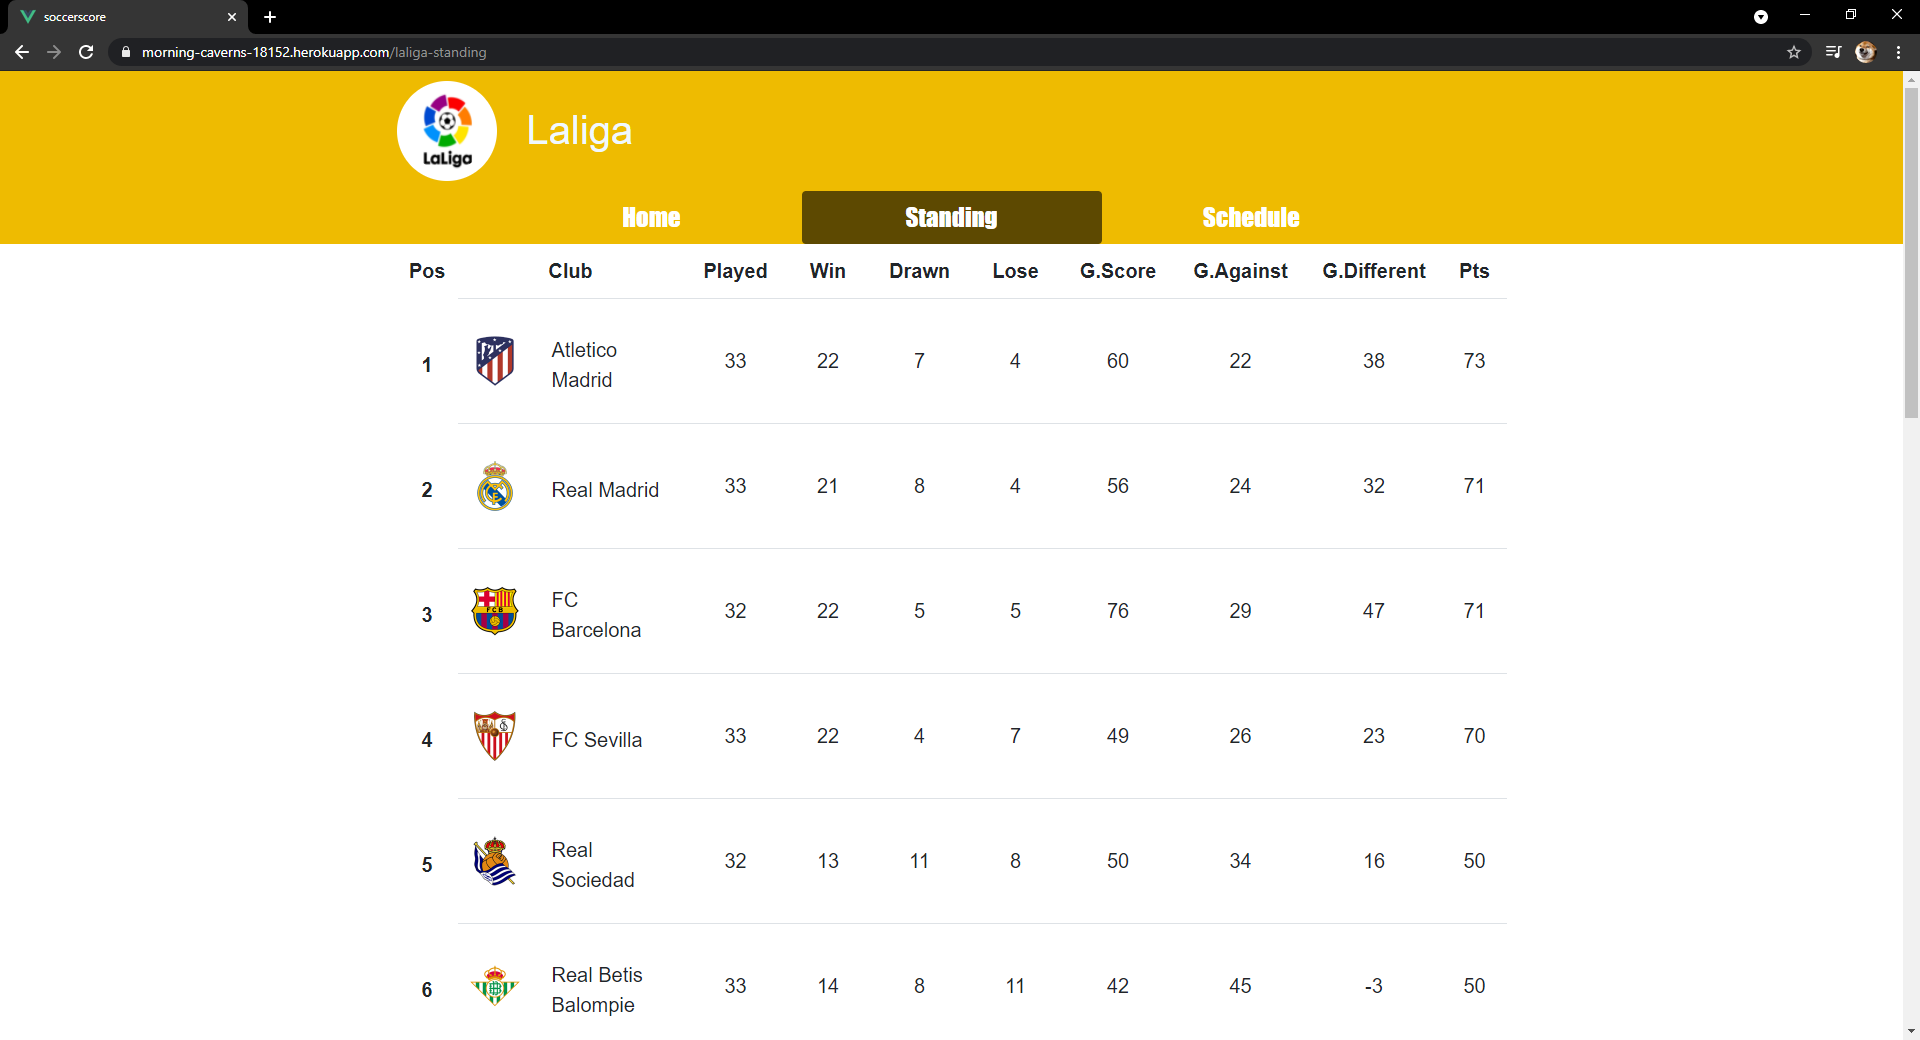 soccerscore
morning-caverns-18152.herokuapp.com/laliga-standing
LaLiga
Laliga
Home Standing Schedule
Pos Club Played Win Drawn Lose G.Score G.Against G.Different Pts
1 Atletico Madrid 33 22 7 4 60 22 38 73
2 Real Madrid 33 21 8 4 56 24 32 71
3 FCB FC Barcelona 32 22 5 5 76 29 47 71
4 FC Sevilla 33 22 4 7 49 26 23 70
5 Real Sociedad 32 13 11 8 50 34 16 50
6 Real Betis Balompie 33 14 8 11 42 45 -3 50